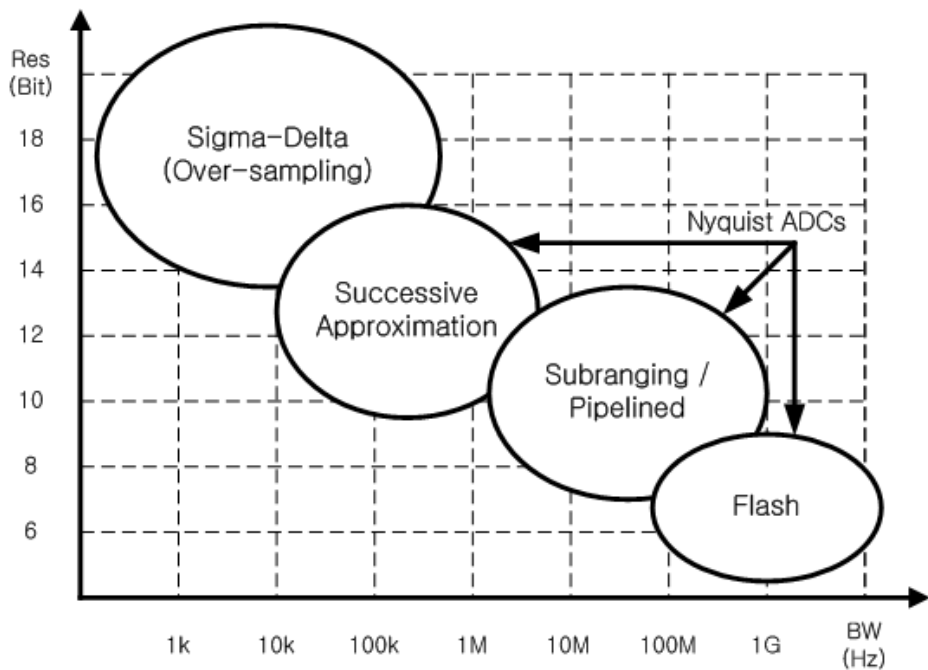 Res
(Bit)
18
16
14
12
10
8
6
Sigma-Delta
(Over-sampling)
Nyquist ADCs
Successive
Approximation
Subranging /
Pipelined
Flash
1k 10k 100k 1M 10M 100M 1G BW
(Hz)